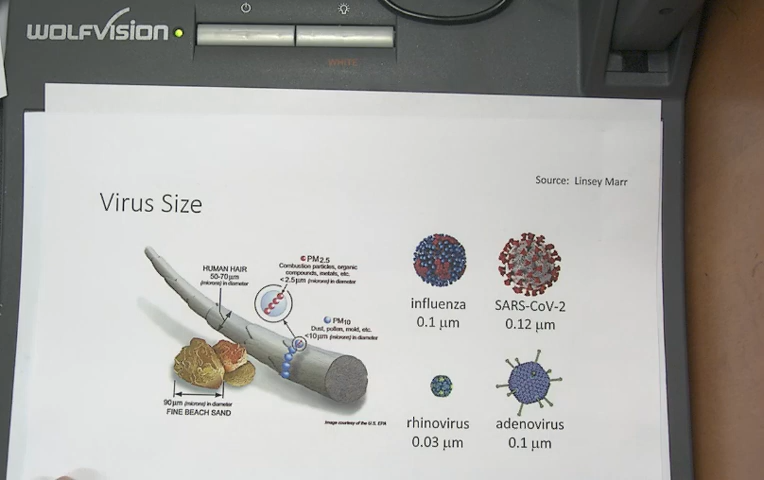 WOLFVISION
WHITE
Source: Linsey Marr
Virus Size
HUMAN HAIR
50-70µm
(microns) in diameter
PM2.5
Combustion particles, organic
compounds, metals, etc.
<2.5µm (microns) in diameter
PM10
Dust, pollen, mold, etc.
<10µm (microns) in diameter
90µm (microns) in diameter
FINE BEACH SAND
Image courtesy of the U.S. EPA
influenza
0.1 µm
SARS-CoV-2
0.12 µm
rhinovirus
0.03 µm
adenovirus
0.1 µm